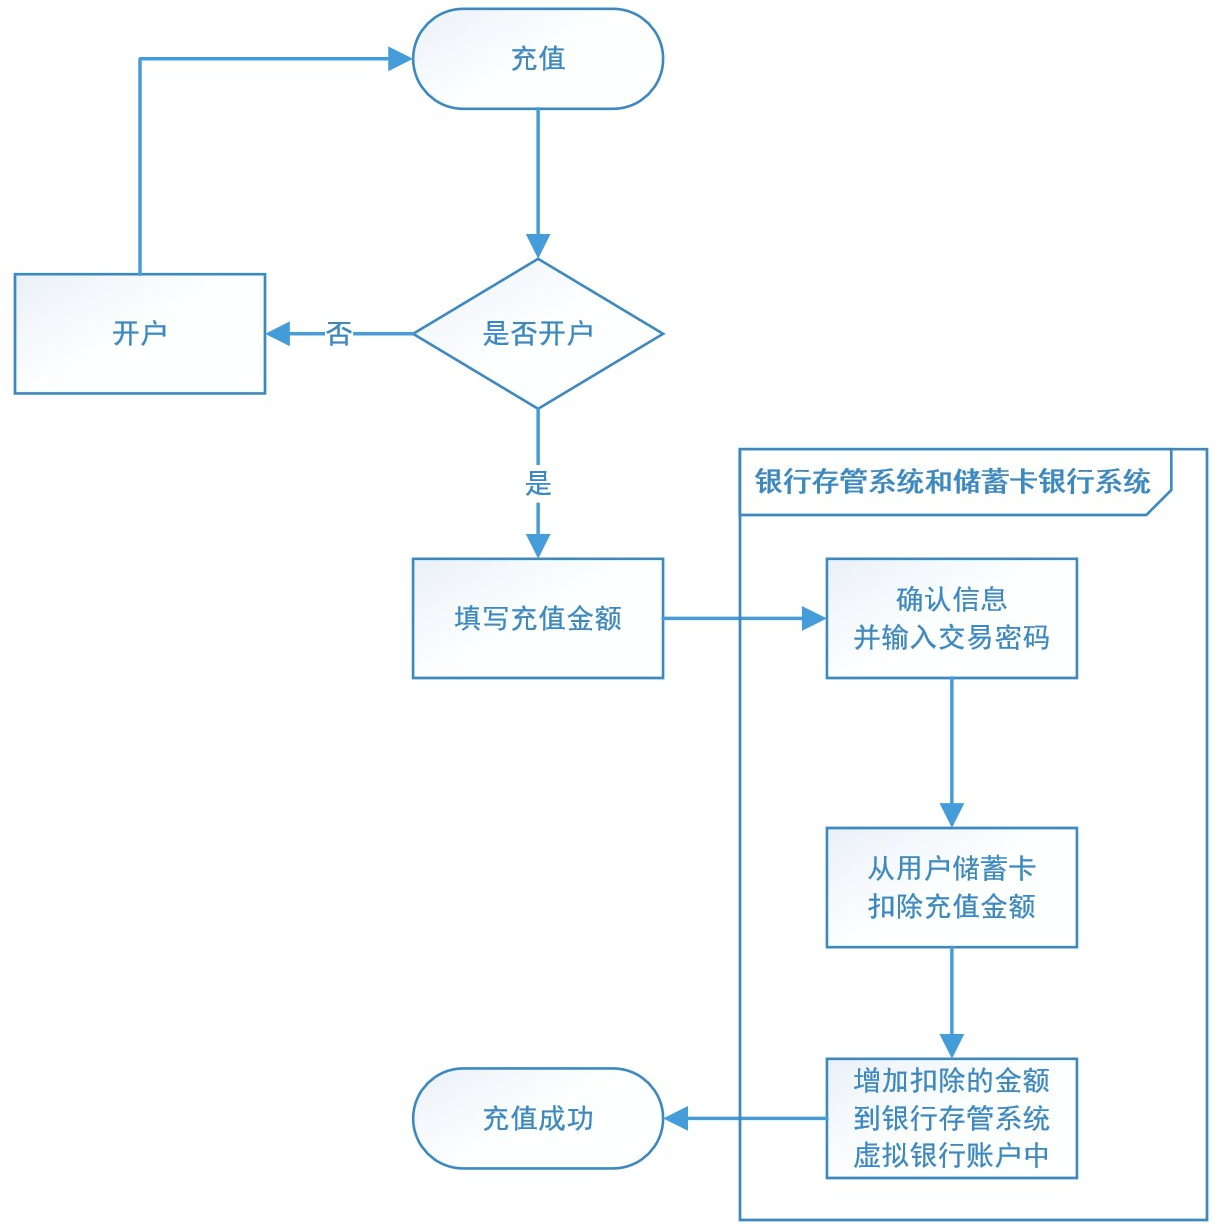 充值
开户
否
是否开户
是
银行存管系统和储蓄卡银行系统
填写充值金额
确认信息
并输入交易密码
从用户储蓄卡
扣除充值金额
增加扣除的金额
到银行存管系统
虚拟银行账户中
充值成功